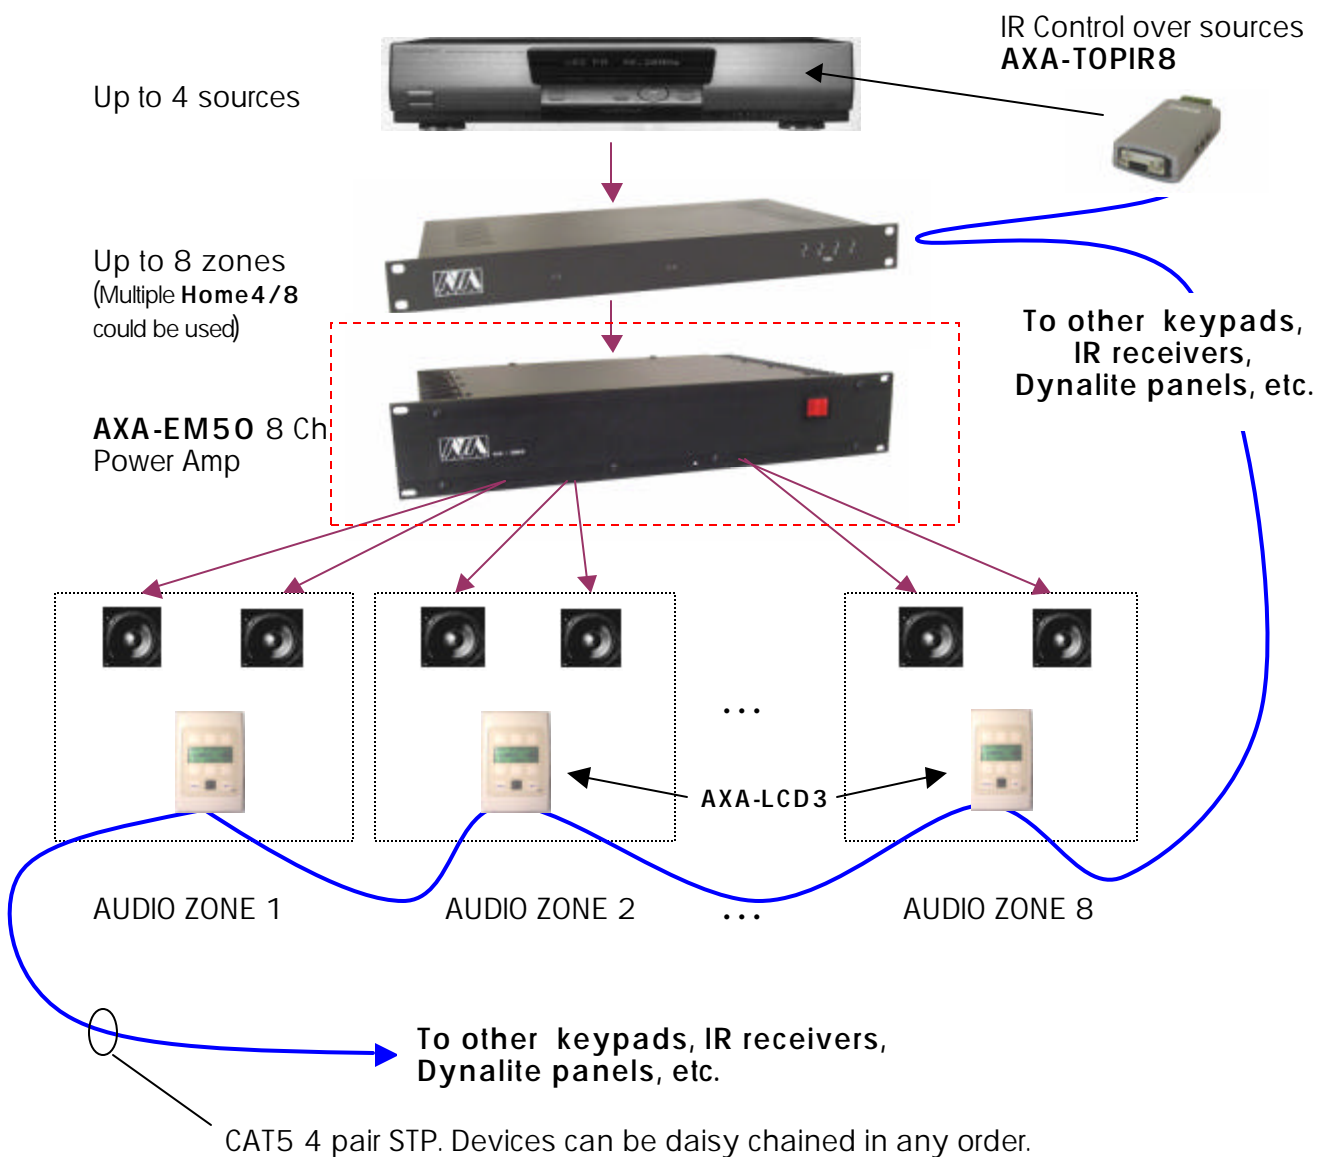 IR Control over sources
AXA-TOPIR8
Up to 4 sources
Up to 8 zones
(Multiple Home4/8
could be used)
To other keypads,
IR receivers,
Dynalite panels, etc.
AXA-EM50 8 Ch
Power Amp
...
AXA-LCD3
AUDIO ZONE 1
AUDIO ZONE 2
...
AUDIO ZONE 8
To other keypads, IR receivers,
Dynalite panels, etc.
CAT5 4 pair STP. Devices can be daisy chained in any order.